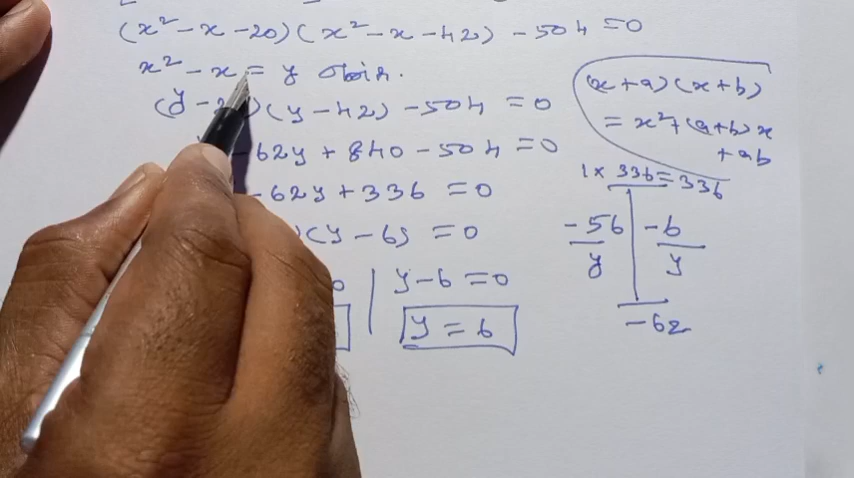 (x² - x - 20) (x² - x - 42) - 504 = 0
x² - x = y
(y - ) (y - 42) - 504 = 0
- 62y + 840 - 504 = 0
- 62y + 336 = 0
) (y - 6) = 0
0 | y - 6 = 0
y = 6
(x + a) (x + b)
= x² + (a + b) x
+ ab
1 × 336 = 336
-56 | -6
y | y
-62